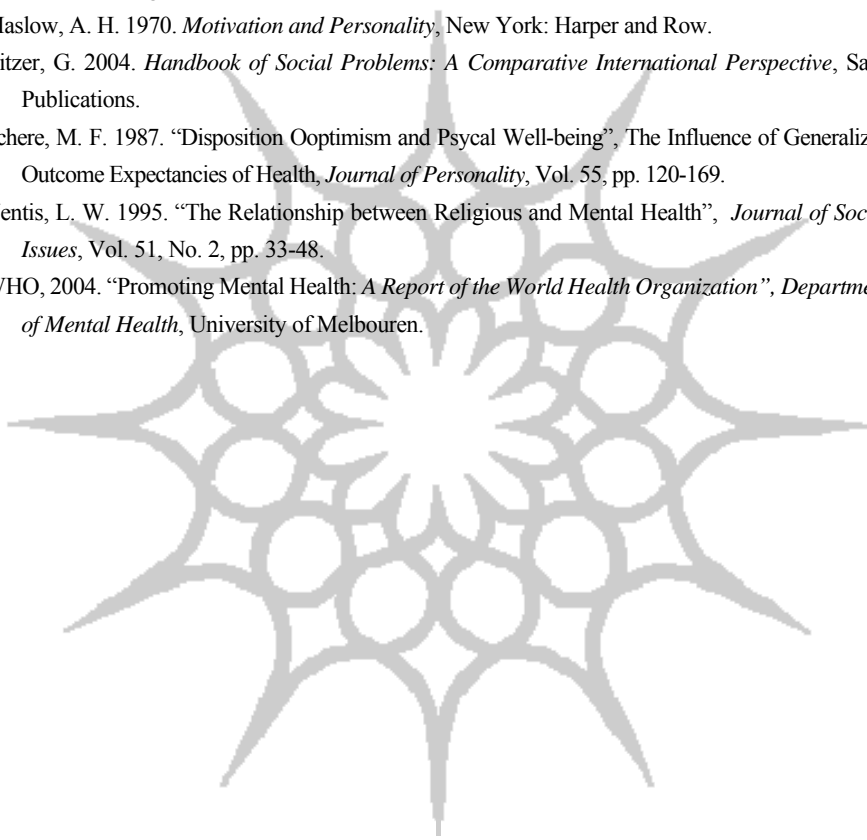 aslow, A. H. 1970. Motivation and Personality, New York: Harper and Row.
itzer, G. 2004. Handbook of Social Problems: A Comparative International Perspective, Sa
Publications.
chere, M. F. 1987. “Disposition Ooptimism and Psycal Well-being”, The Influence of Generaliz
Outcome Expectancies of Health, Journal of Personality, Vol. 55, pp. 120-169.
entis, L. W. 1995. “The Relationship between Religious and Mental Health”, Journal of Soc
Issues, Vol. 51, No. 2, pp. 33-48.
HO, 2004. “Promoting Mental Health: A Report of the World Health Organization”, Departme
of Mental Health, University of Melbouren.